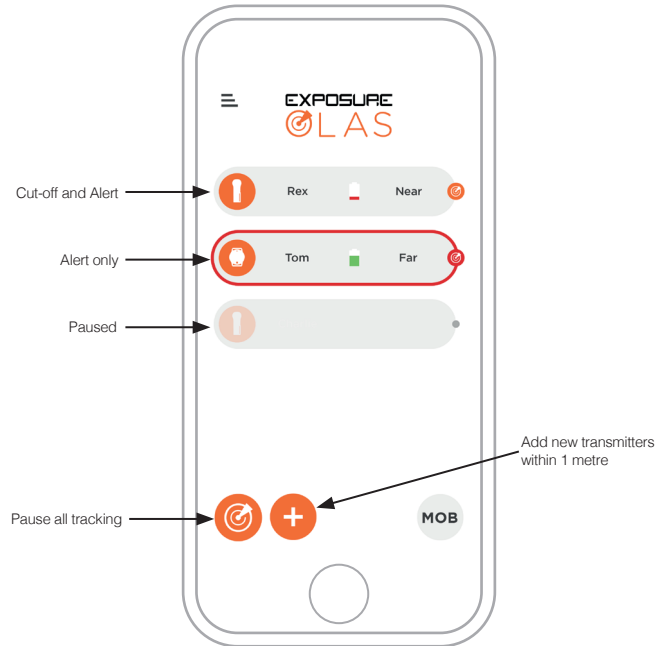 EXPOSURE
OLAS
Cut-off and Alert
Rex
Near
Alert only
Tom
Far
Paused
Add new transmitters
within 1 metre
Pause all tracking
MOB